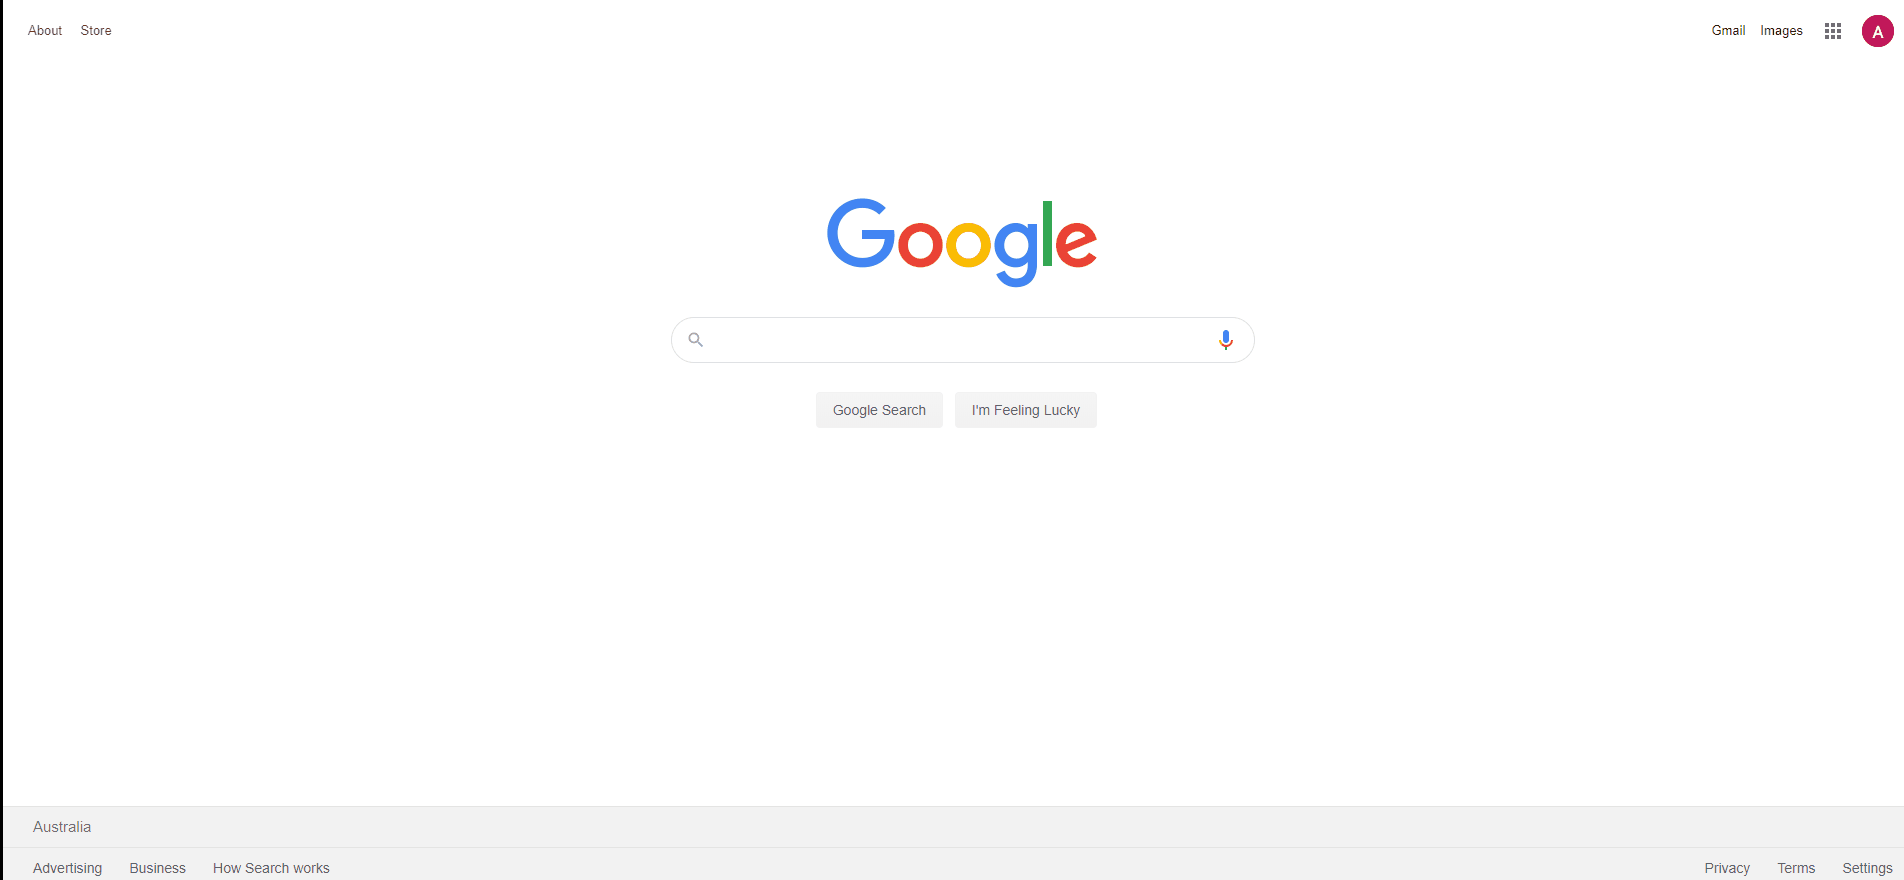 About Store Gmail Images A
Google
Google Search I'm Feeling Lucky
Australia
Advertising Business How Search works Privacy Terms Settings